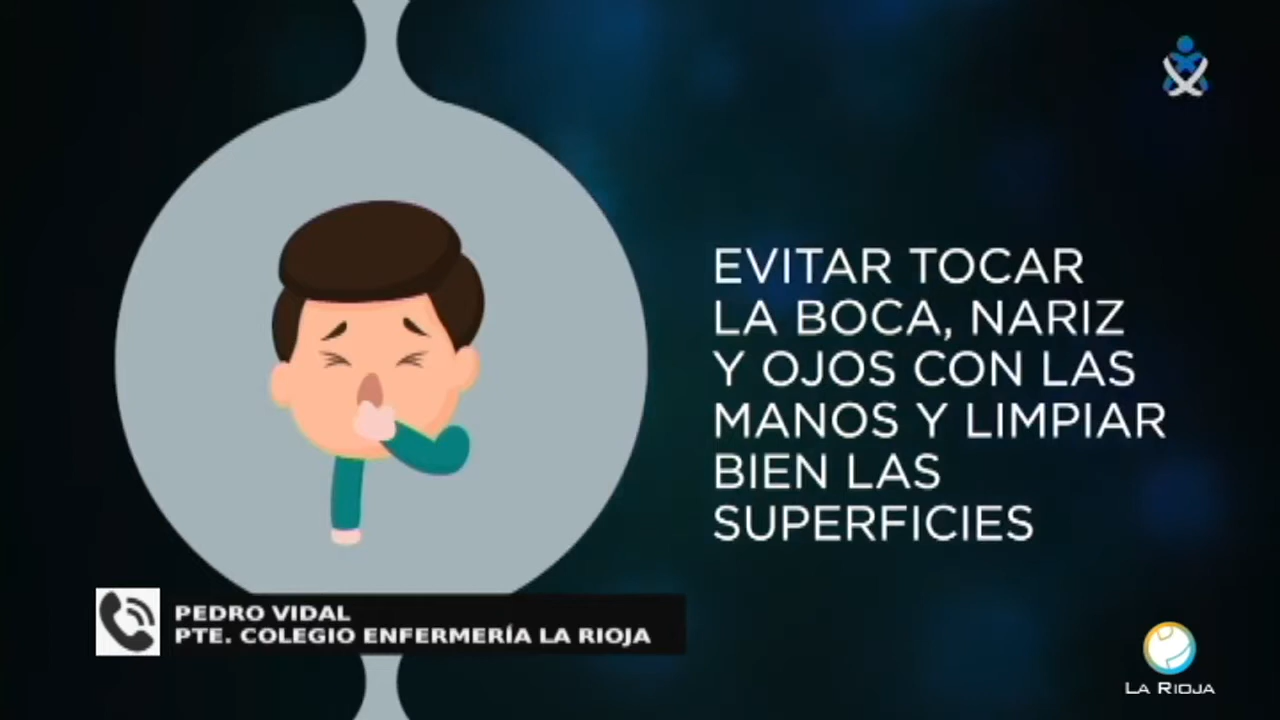 EVITAR TOCAR
LA BOCA, NARIZ
Y OJOS CON LAS
MANOS Y LIMPIAR
BIEN LAS
SUPERFICIES
PEDRO VIDAL
PTE. COLEGIO ENFERMERÍA LA RIOJA
LA RIOJA